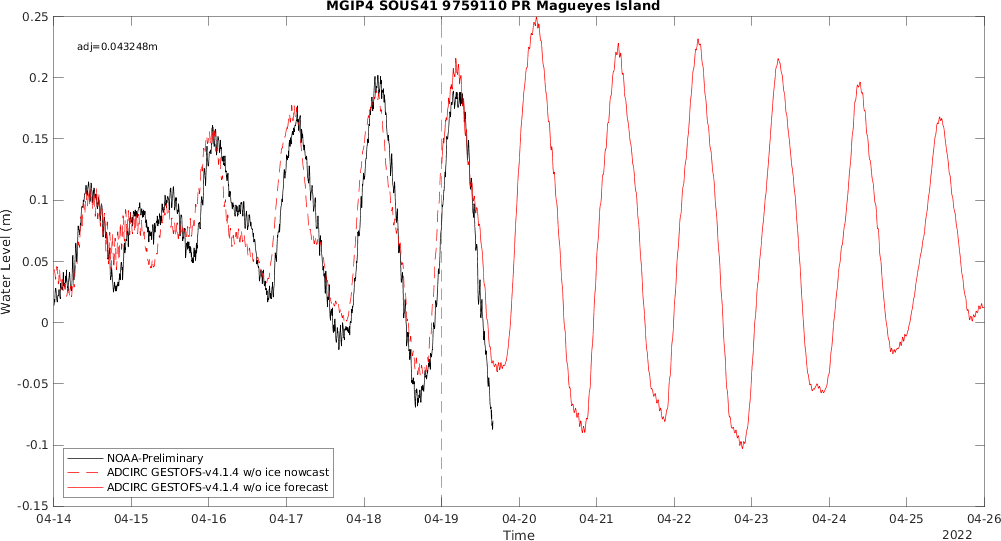 MGIP4 SOUS41 9759110 PR Magueyes Island
adj=0.043248m
0.25
0.2
0.15
0.1
0.05
0
-0.05
-0.1
-0.15
Water Level (m)
NOAA-Preliminary
ADCIRC GESTOFS-v4.1.4 w/o ice nowcast
ADCIRC GESTOFS-v4.1.4 w/o ice forecast
04-14 04-15 04-16 04-17 04-18 04-19 04-20 04-21 04-22 04-23 04-24 04-25 04-26
Time
2022